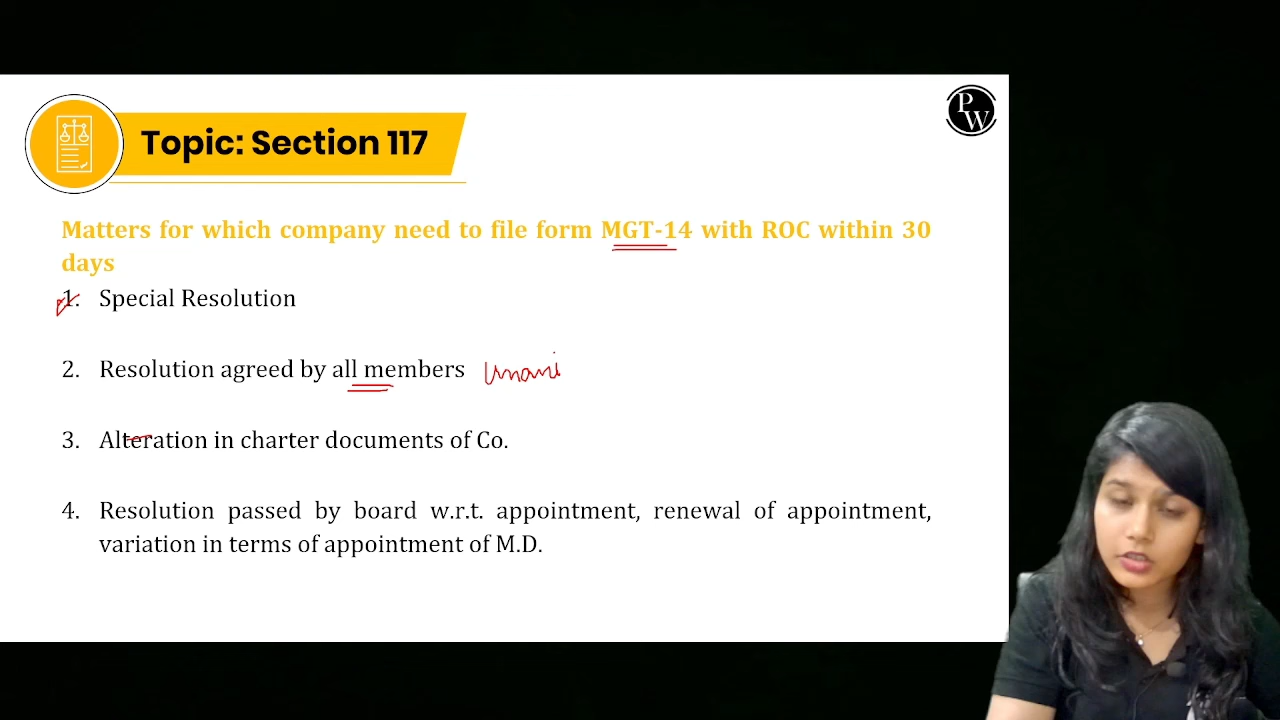 PW
Topic: Section 117
Matters for which company need to file form MGT-14 with ROC within 30
days
1. Special Resolution
2. Resolution agreed by all members Unani
3. Alteration in charter documents of Co.
4. Resolution passed by board w.r.t. appointment, renewal of appointment,
variation in terms of appointment of M.D.